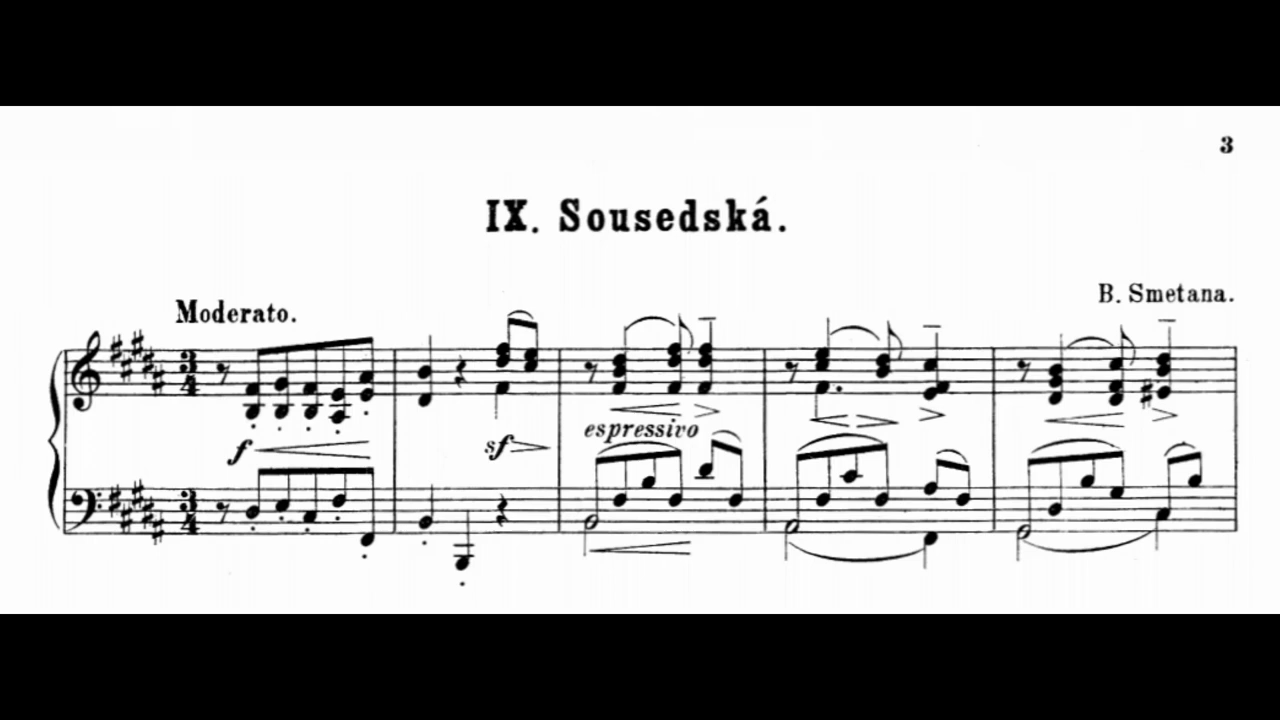 3
IX. Sousedská.
B. Smetana.
Moderato.
f
sf
espressivo